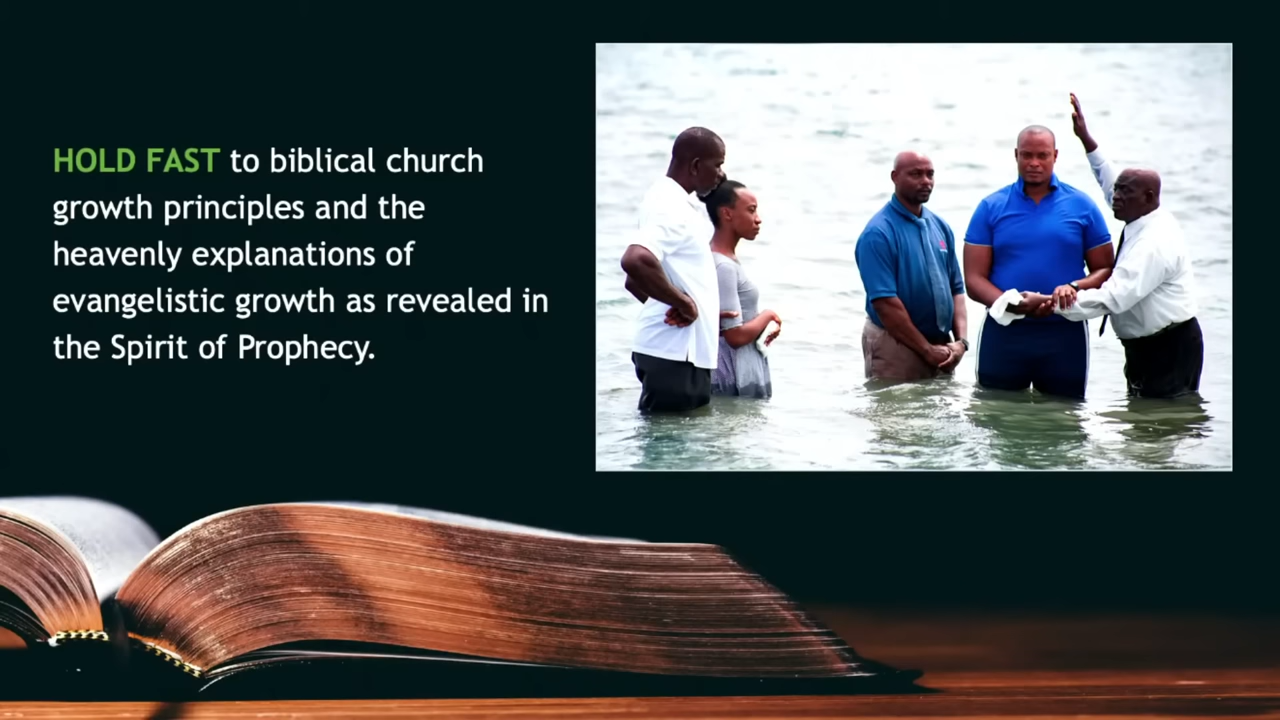 HOLD FAST to biblical church
growth principles and the
heavenly explanations of
evangelistic growth as revealed in
the Spirit of Prophecy.